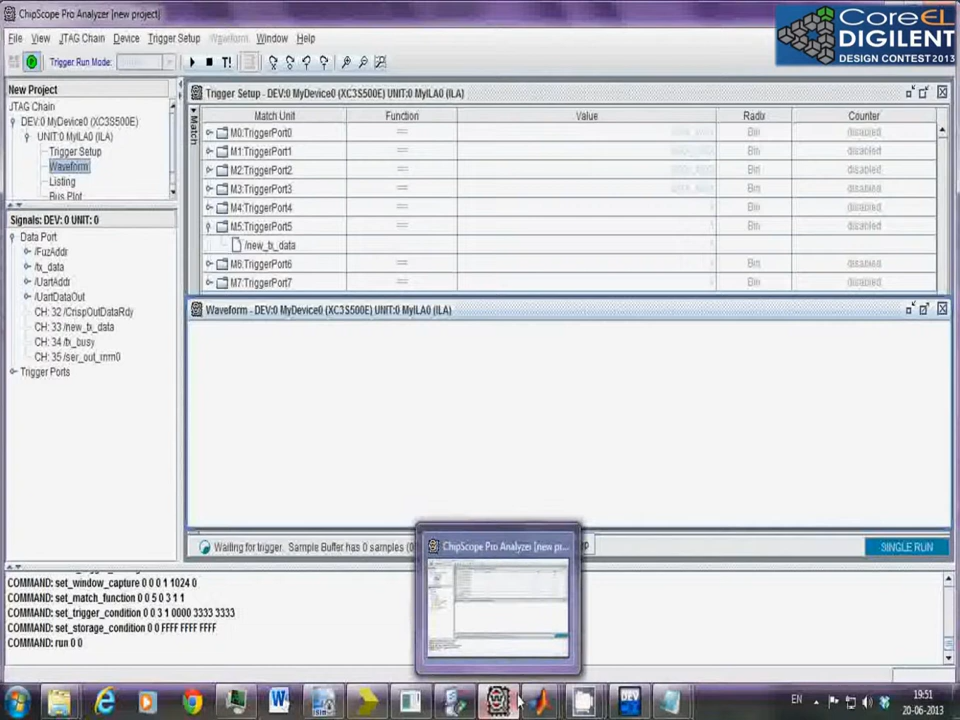 ChipScope Pro Analyzer [new project]
CoreEL
DIGILENT
DESIGN CONTEST 2013
File View JTAG Chain Device Trigger Setup Waveform Window Help
Trigger Run Mode:
T!
New Project
JTAG Chain
DEV:0 MyDevice0 (XC3S500E)
UNIT:0 MyILA0 (ILA)
Trigger Setup
Waveform
Listing
Bus Plot
Signals: DEV: 0 UNIT: 0
Data Port
/FuzAddr
/tx_data
/UartAddr
/UartDataOut
CH: 32 /CrispOutDataRdy
CH: 33 /new_tx_data
CH: 34 /tx_busy
CH: 35 /ser_out_mrn0
Trigger Ports
Trigger Setup - DEV:0 MyDevice0 (XC3S500E) UNIT:0 MyILA0 (ILA)
Match
Match Unit Function Value Radix Counter
M0:TriggerPort0 == Bin disabled
M1:TriggerPort1 == Bin disabled
M2:TriggerPort2 == Bin disabled
M3:TriggerPort3 == Bin disabled
M4:TriggerPort4 == Bin disabled
M5:TriggerPort5 == Bin disabled
/new_tx_data
M6:TriggerPort6 == Bin disabled
M7:TriggerPort7 == Bin disabled
Waveform - DEV:0 MyDevice0 (XC3S500E) UNIT:0 MyILA0 (ILA)
Waiting for trigger. Sample Buffer has 0 samples (0
SINGLE RUN
ChipScope Pro Analyzer [new pr...
COMMAND: set_window_capture 0 0 0 1 1024 0
COMMAND: set_match_function 0 0 5 0 3 1 1
COMMAND: set_trigger_condition 0 0 3 1 0000 3333 3333
COMMAND: set_storage_condition 0 0 FFFF FFFF FFFF
COMMAND: run 0 0
EN
19:51
20-06-2013
DEV